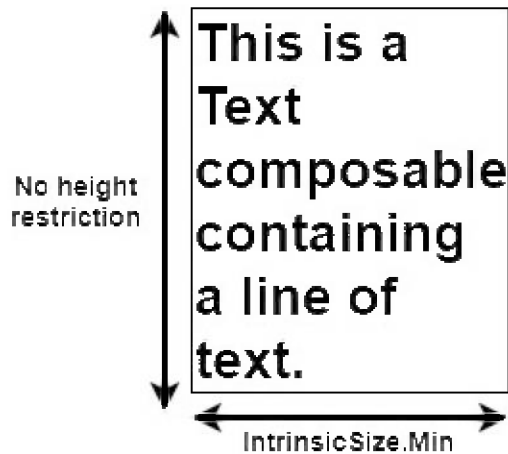 This is a
Text
composable
containing
a line of
text.
No height
restriction
IntrinsicSize.Min